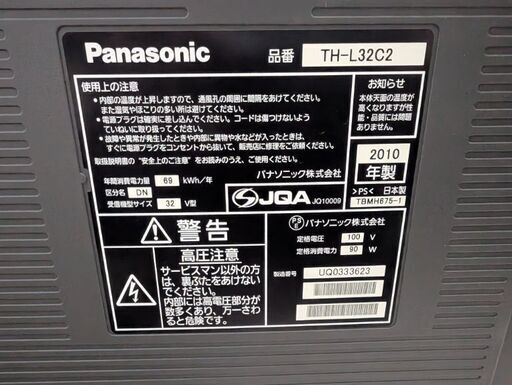 Panasonic
品番 TH-L32C2
使用上の注意
●内部の温度が上昇しますので、通風孔の周囲に間隔をあけてください。
また湿気やほこりの多い所は避けてください。
●電源プラグは確実に差し込んでください。コードは傷つけないよう
ていねいに取り扱ってください。
●故障や異常が発生したときや内部に異物や水などが入ったときは、
すぐに電源プラグをコンセントから抜いて、販売店に修理をご依頼ください。
取扱説明書の"安全上のご注意"をお読みのうえ、ご使用ください。
お知らせ
本体天面の温度が
高くなりますが性
能・品質には問題
ありません。
年間消費電力量 69 kWh/年
区分名 DN
受信機型サイズ 32 V型
パナソニック株式会社
JQA JQ10009
2010
年製
>PS< 日本製
TBMH675-1
警告
高圧注意
サービスマン以外の方
は、裏ぶたをあけない
でください。
内部には高電圧部分が
数多くあり、万一さわ
ると危険です。
PSE パナソニック株式会社
定格電圧 100 V
定格消費電力 90 W
製造番号 UQ0333623